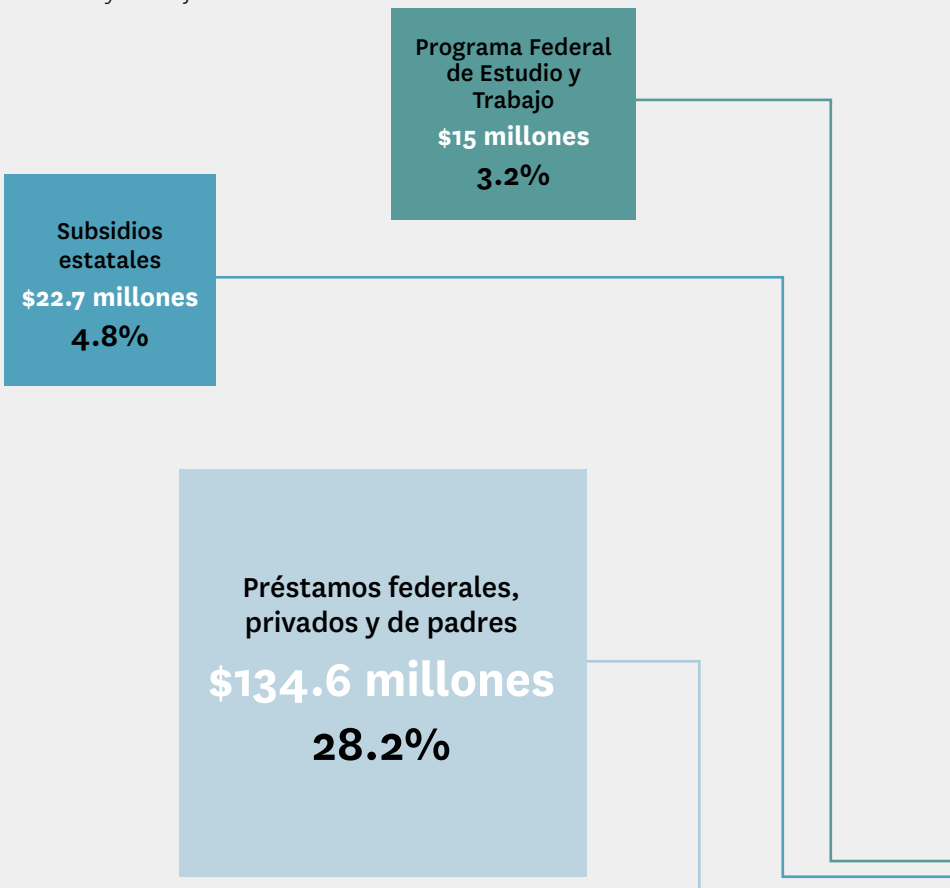 Programa Federal
de Estudio y
Trabajo
$15 millones
3.2%
Subsidios
estatales
$22.7 millones
4.8%
Préstamos federales,
privados y de padres
$134.6 millones
28.2%